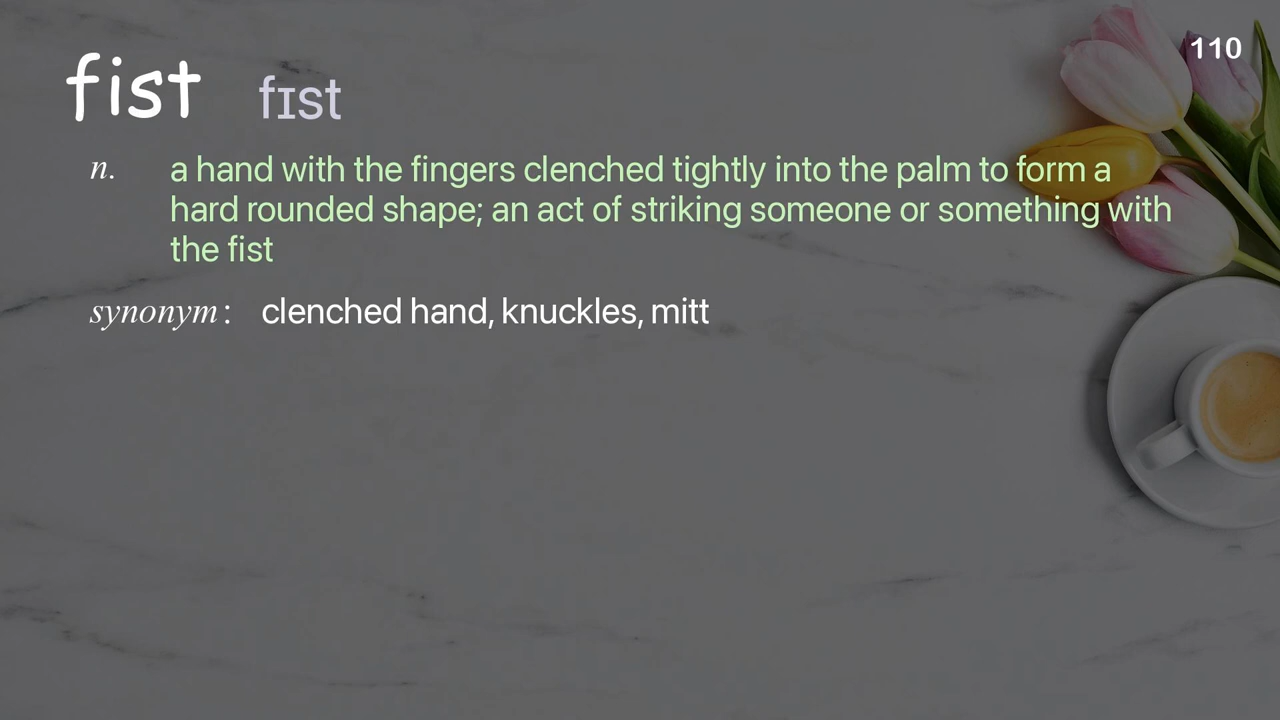 110
fist fɪst
n. a hand with the fingers clenched tightly into the palm to form a
hard rounded shape; an act of striking someone or something with
the fist
synonym: clenched hand, knuckles, mitt